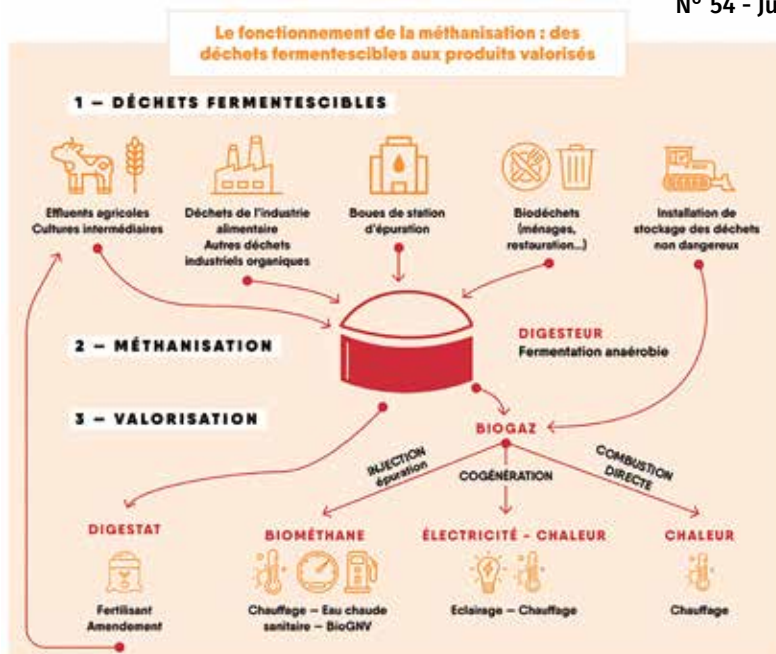 N° 54 - Ju
Le fonctionnement de la méthanisation : des
déchets fermentescibles aux produits valorisés
1 – DÉCHETS FERMENTESCIBLES
Effluents agricoles
Cultures intermédiaires
Déchets de l'industrie
alimentaire
Autres déchets
industriels organiques
Boues de station
d'épuration
Biodéchets
(ménages,
restauration...)
Installation de
stockage des déchets
non dangereux
2 – MÉTHANISATION
DIGESTEUR
Fermentation anaérobie
3 – VALORISATION
BIOGAZ
INJECTION
épuration
COGÉNÉRATION
COMBUSTION
DIRECTE
DIGESTAT
Fertilisant
Amendement
BIOMÉTHANE
Chauffage – Eau chaude
sanitaire – BioGNV
ÉLECTRICITÉ - CHALEUR
Eclairage – Chauffage
CHALEUR
Chauffage